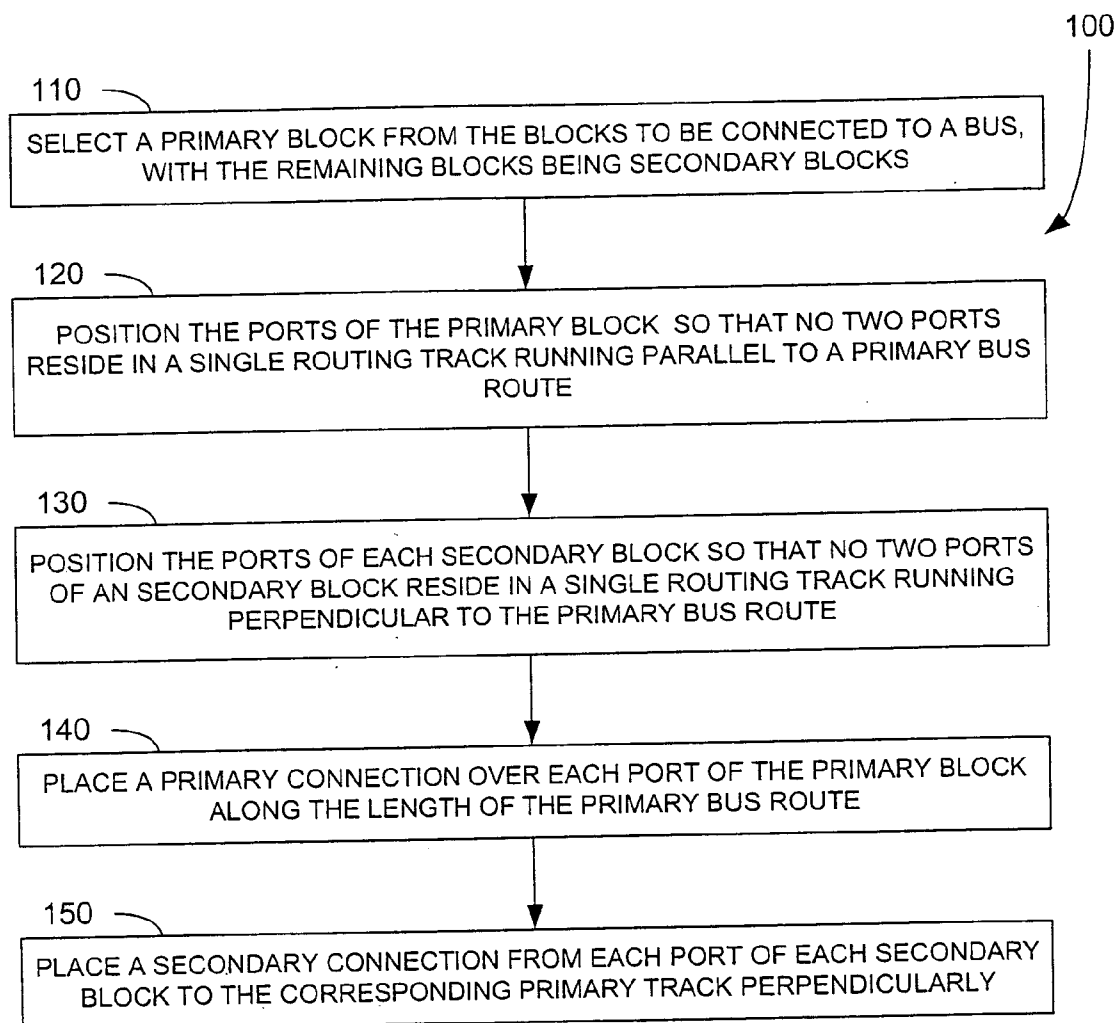 100
110
SELECT A PRIMARY BLOCK FROM THE BLOCKS TO BE CONNECTED TO A BUS,
WITH THE REMAINING BLOCKS BEING SECONDARY BLOCKS
120
POSITION THE PORTS OF THE PRIMARY BLOCK SO THAT NO TWO PORTS
RESIDE IN A SINGLE ROUTING TRACK RUNNING PARALLEL TO A PRIMARY BUS
ROUTE
130
POSITION THE PORTS OF EACH SECONDARY BLOCK SO THAT NO TWO PORTS
OF AN SECONDARY BLOCK RESIDE IN A SINGLE ROUTING TRACK RUNNING
PERPENDICULAR TO THE PRIMARY BUS ROUTE
140
PLACE A PRIMARY CONNECTION OVER EACH PORT OF THE PRIMARY BLOCK
ALONG THE LENGTH OF THE PRIMARY BUS ROUTE
150
PLACE A SECONDARY CONNECTION FROM EACH PORT OF EACH SECONDARY
BLOCK TO THE CORRESPONDING PRIMARY TRACK PERPENDICULARLY